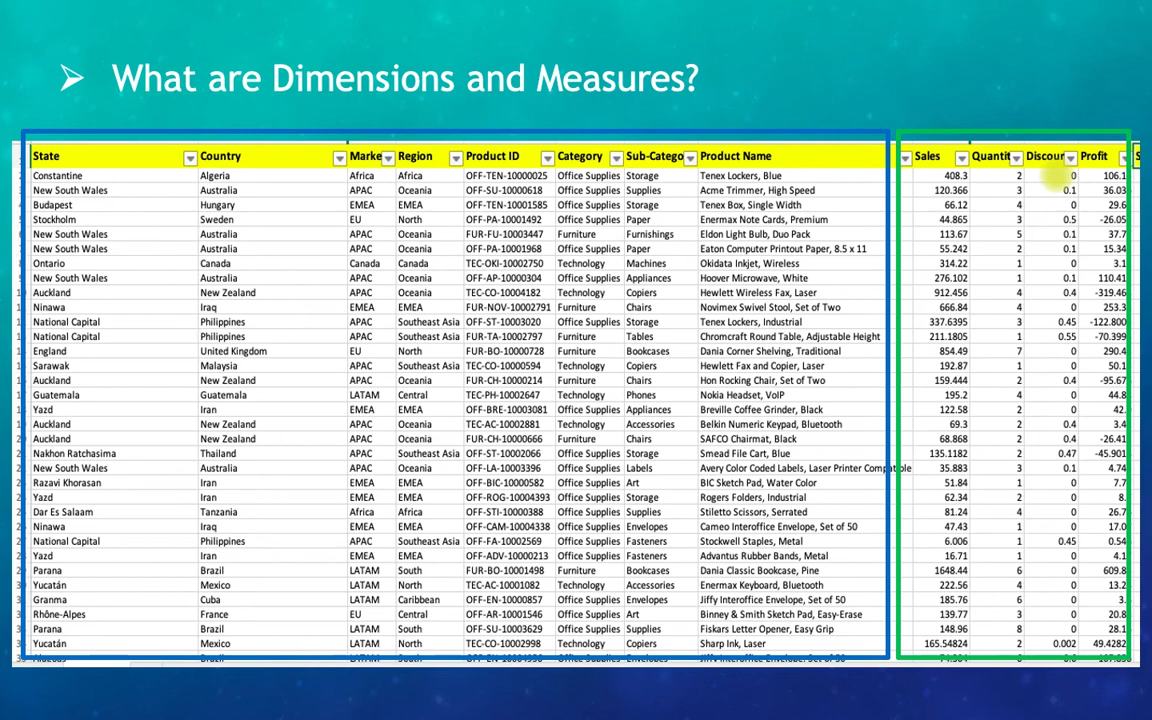 ➢ What are Dimensions and Measures?
State Country Marke Region Product ID Category Sub-Catego Product Name Sales Quantit Discoun Profit S
Constantine Algeria Africa Africa OFF-TEN-10000025 Office Supplies Storage Tenex Lockers, Blue 408.3 2 0 106.1
New South Wales Australia APAC Oceania OFF-SU-10000618 Office Supplies Supplies Acme Trimmer, High Speed 120.366 3 0.1 36.03
Budapest Hungary EMEA EMEA OFF-TEN-10001585 Office Supplies Storage Tenex Box, Single Width 66.12 4 0 29.6
Stockholm Sweden EU North OFF-PA-10001492 Office Supplies Paper Enermax Note Cards, Premium 44.865 3 0.5 -26.05
New South Wales Australia APAC Oceania FUR-FU-10003447 Furniture Furnishings Eldon Light Bulb, Duo Pack 113.67 5 0.1 37.7
New South Wales Australia APAC Oceania OFF-PA-10001968 Office Supplies Paper Eaton Computer Printout Paper, 8.5 x 11 55.242 2 0.1 15.34
Ontario Canada Canada Canada TEC-OKI-10002750 Technology Machines Okidata Inkjet, Wireless 314.22 1 0 3.1
New South Wales Australia APAC Oceania OFF-AP-10000304 Office Supplies Appliances Hoover Microwave, White 276.102 1 0.1 110.41
Auckland New Zealand APAC Oceania TEC-CO-10004182 Technology Copiers Hewlett Wireless Fax, Laser 912.456 4 0.4 -319.46
Ninawa Iraq EMEA EMEA FUR-NOV-10002791 Furniture Chairs Novimex Swivel Stool, Set of Two 666.84 4 0 253.3
National Capital Philippines APAC Southeast Asia OFF-ST-10003020 Office Supplies Storage Tenex Lockers, Industrial 337.6395 3 0.45 -122.800
National Capital Philippines APAC Southeast Asia FUR-TA-10002797 Furniture Tables Chromcraft Round Table, Adjustable Height 211.1805 1 0.55 -70.399
England United Kingdom EU North FUR-BO-10000728 Furniture Bookcases Dania Corner Shelving, Traditional 854.49 7 0 290.4
Sarawak Malaysia APAC Southeast Asia TEC-CO-10000594 Technology Copiers Hewlett Fax and Copier, Laser 192.87 1 0 50.1
Auckland New Zealand APAC Oceania FUR-CH-10000214 Furniture Chairs Hon Rocking Chair, Set of Two 159.444 2 0.4 -95.67
Guatemala Guatemala LATAM Central TEC-PH-10002647 Technology Phones Nokia Headset, VoIP 195.2 4 0 44.8
Yazd Iran EMEA EMEA OFF-BRE-10003081 Office Supplies Appliances Breville Coffee Grinder, Black 122.58 2 0 42.
Auckland New Zealand APAC Oceania TEC-AC-10002881 Technology Accessories Belkin Numeric Keypad, Bluetooth 69.3 2 0.4 3.4
Auckland New Zealand APAC Oceania FUR-CH-10000666 Furniture Chairs SAFCO Chairmat, Black 68.868 2 0.4 -26.41
Nakhon Ratchasima Thailand APAC Southeast Asia OFF-ST-10002066 Office Supplies Storage Smead File Cart, Blue 135.1182 2 0.47 -45.901
New South Wales Australia APAC Oceania OFF-LA-10003396 Office Supplies Labels Avery Color Coded Labels, Laser Printer Compatible 35.883 3 0.1 4.74
Razavi Khorasan Iran EMEA EMEA OFF-BIC-10000582 Office Supplies Art BIC Sketch Pad, Water Color 51.84 1 0 7.7
Yazd Iran EMEA EMEA OFF-ROG-10004393 Office Supplies Storage Rogers Folders, Industrial 62.34 2 0 8.
Dar Es Salaam Tanzania Africa Africa OFF-STI-10000388 Office Supplies Supplies Stiletto Scissors, Serrated 81.24 4 0 26.7
Ninawa Iraq EMEA EMEA OFF-CAM-10004338 Office Supplies Envelopes Cameo Interoffice Envelope, Set of 50 47.43 1 0 17.0
National Capital Philippines APAC Southeast Asia OFF-FA-10002569 Office Supplies Fasteners Stockwell Staples, Metal 6.006 1 0.45 0.54
Yazd Iran EMEA EMEA OFF-ADV-10000213 Office Supplies Fasteners Advantus Rubber Bands, Metal 16.71 1 0 4.1
Parana Brazil LATAM South FUR-BO-10001498 Furniture Bookcases Dania Classic Bookcase, Pine 1648.44 6 0 609.8
Yucatán Mexico LATAM North TEC-AC-10001082 Technology Accessories Enermax Keyboard, Bluetooth 222.56 4 0 13.2
Granma Cuba LATAM Caribbean OFF-EN-10000857 Office Supplies Envelopes Jiffy Interoffice Envelope, Set of 50 185.76 6 0 3.
Rhône-Alpes France EU Central OFF-AR-10001546 Office Supplies Art Binney & Smith Sketch Pad, Easy-Erase 139.77 3 0 20.8
Parana Brazil LATAM South OFF-SU-10003629 Office Supplies Supplies Fiskars Letter Opener, Easy Grip 148.96 8 0 28.1
Yucatán Mexico LATAM North TEC-CO-10002998 Technology Copiers Sharp Ink, Laser 165.54824 2 0.002 49.4282